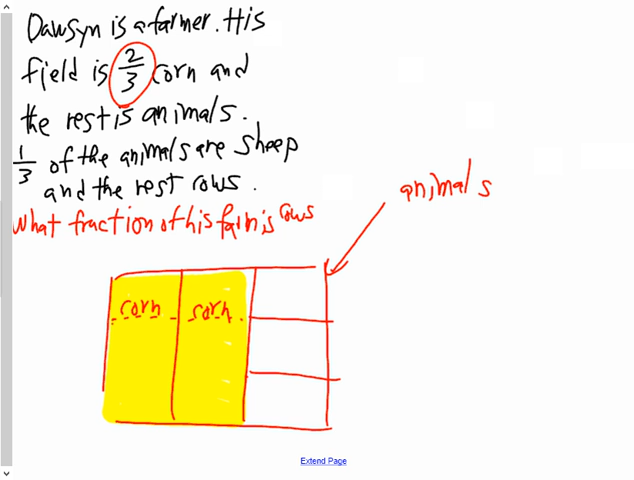 Dawsyn is a farmer. His
field is 2/3 corn and
the rest is animals.
1/3 of the animals are sheep
and the rest cows.
What fraction of his farm is cows
animals
corn corn
Extend Page